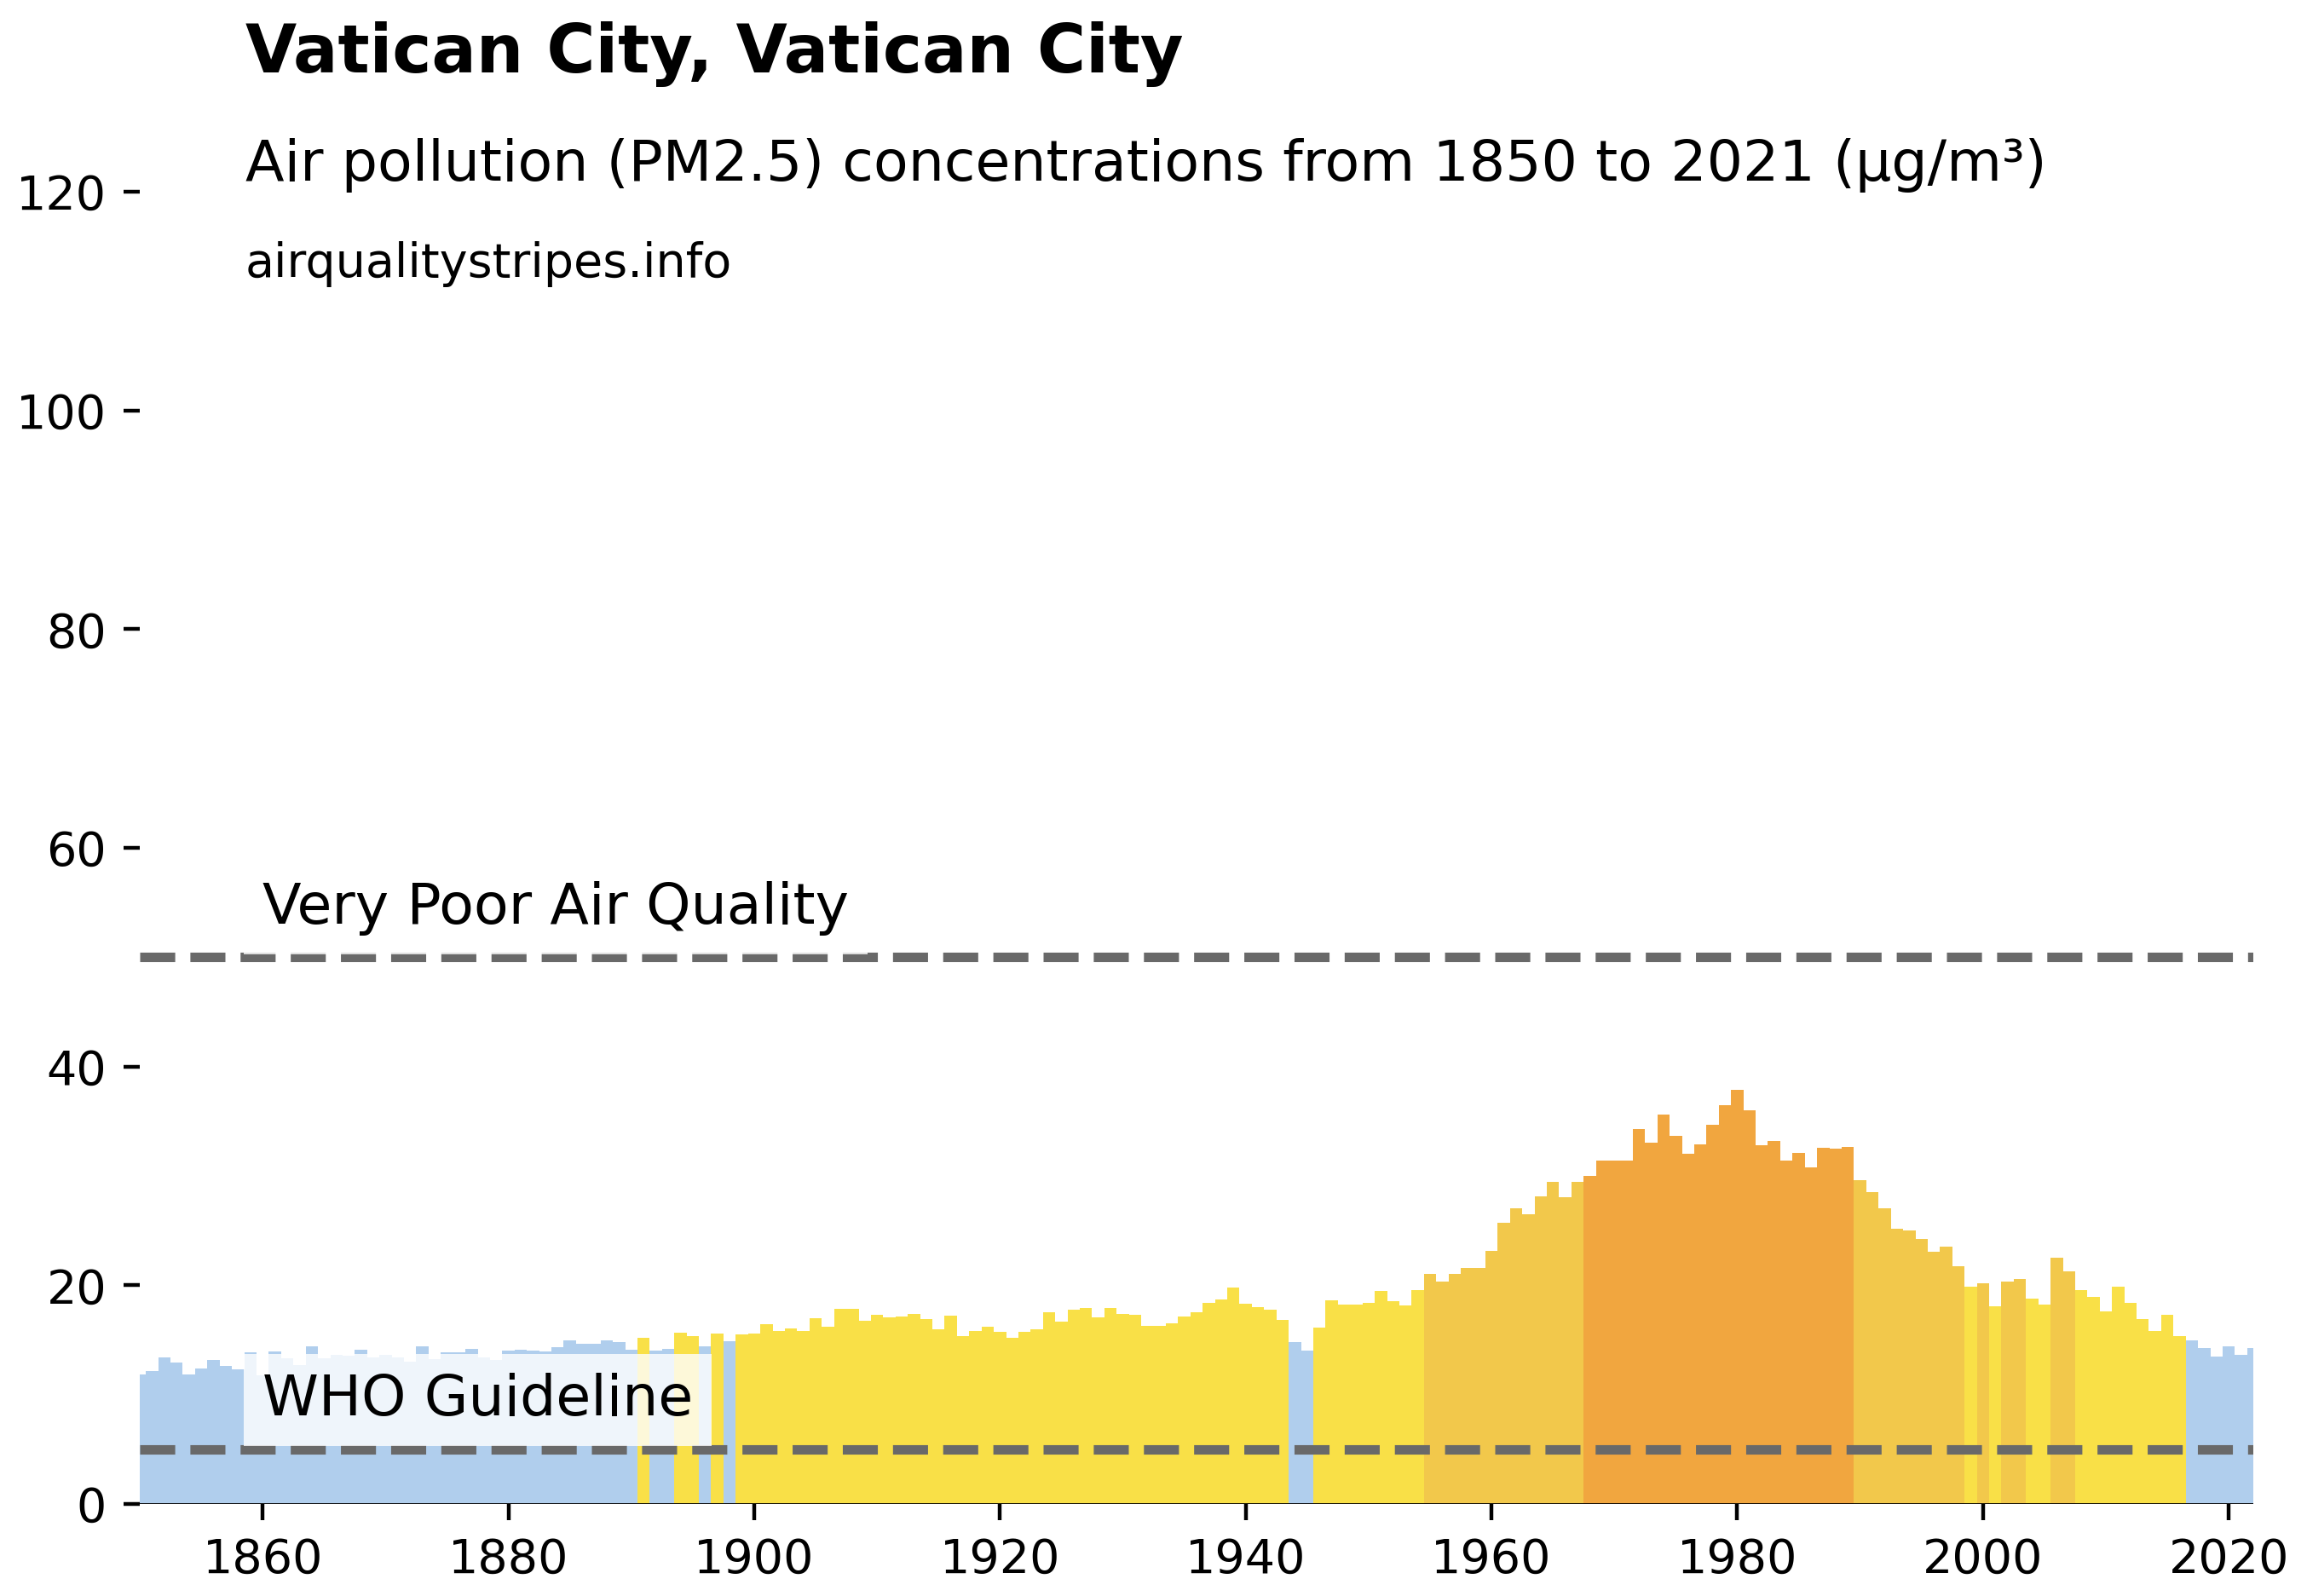 Vatican City, Vatican City
Air pollution (PM2.5) concentrations from 1850 to 2021 (μg/m³)
airqualitystripes.info
120
100
80
60
Very Poor Air Quality
40
20
WHO Guideline
0
1860 1880 1900 1920 1940 1960 1980 2000 2020